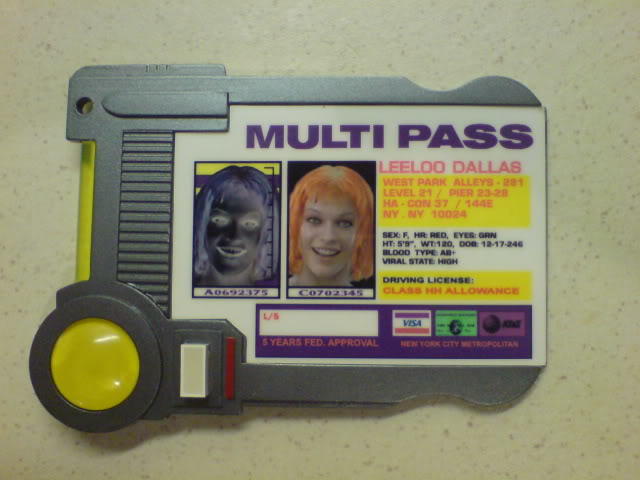 MULTI PASS
LEELOO DALLAS
WEST PARK ALLEYS - 281
LEVEL 21 / PIER 23-28
HA - CON 37 / 144E
NY . NY 10024
SEX: F, HR: RED, EYES: GRN
HT: 5'9", WT:120, DOB: 12-17-246
BLOOD TYPE: AB+
VIRAL STATE: HIGH
DRIVING LICENSE:
CLASS HH ALLOWANCE
A0692375
C0702345
L/S
5 YEARS FED. APPROVAL
VISA
AT&T
NEW YORK CITY METROPOLITAN